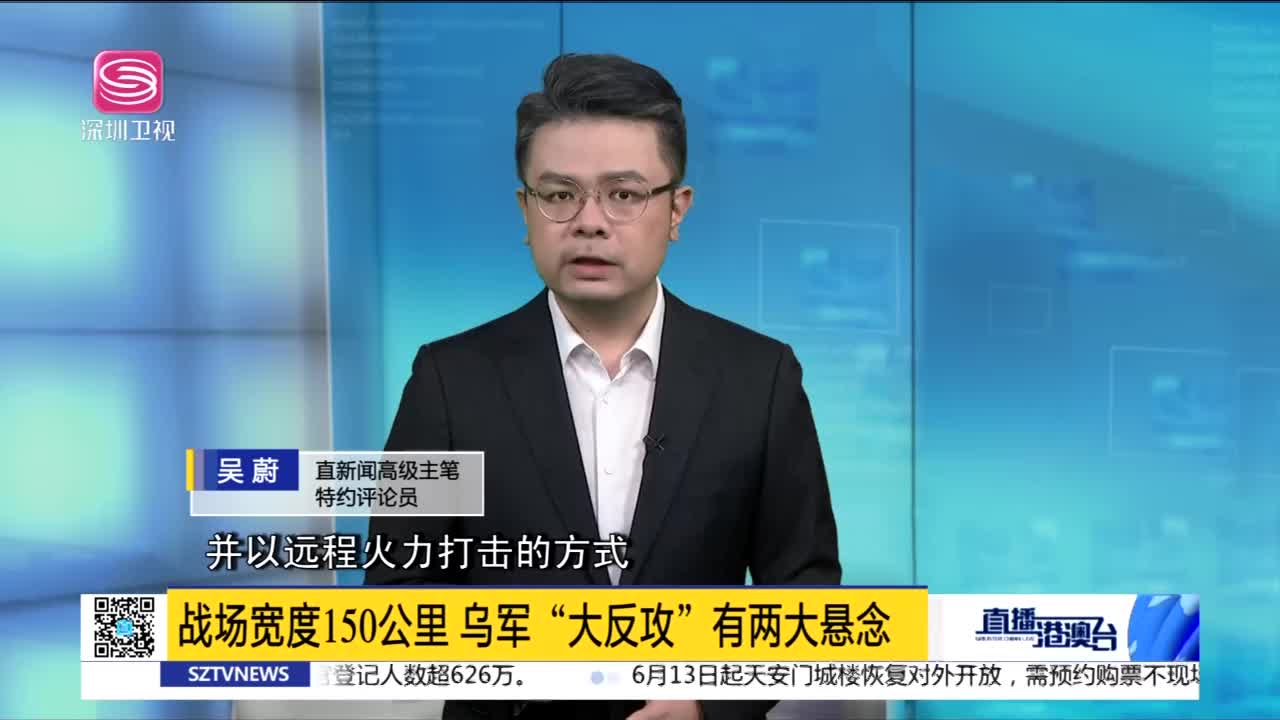 深圳卫视
吴蔚
直新闻高级主笔
特约评论员
并以远程火力打击的方式
战场宽度150公里 乌军“大反攻”有两大悬念
直播港澳台
SZTVNEWS
登记人数超626万。
6月13日起天安门城楼恢复对外开放，需预约购票不现场